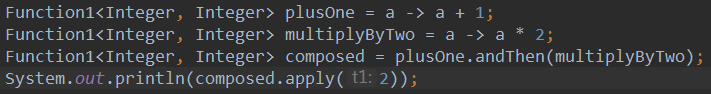 Function1<Integer, Integer> plusOne = a -> a + 1;
Function1<Integer, Integer> multiplyByTwo = a -> a * 2;
Function1<Integer, Integer> composed = plusOne.andThen(multiplyByTwo);
System.out.println(composed.apply( t1: 2));